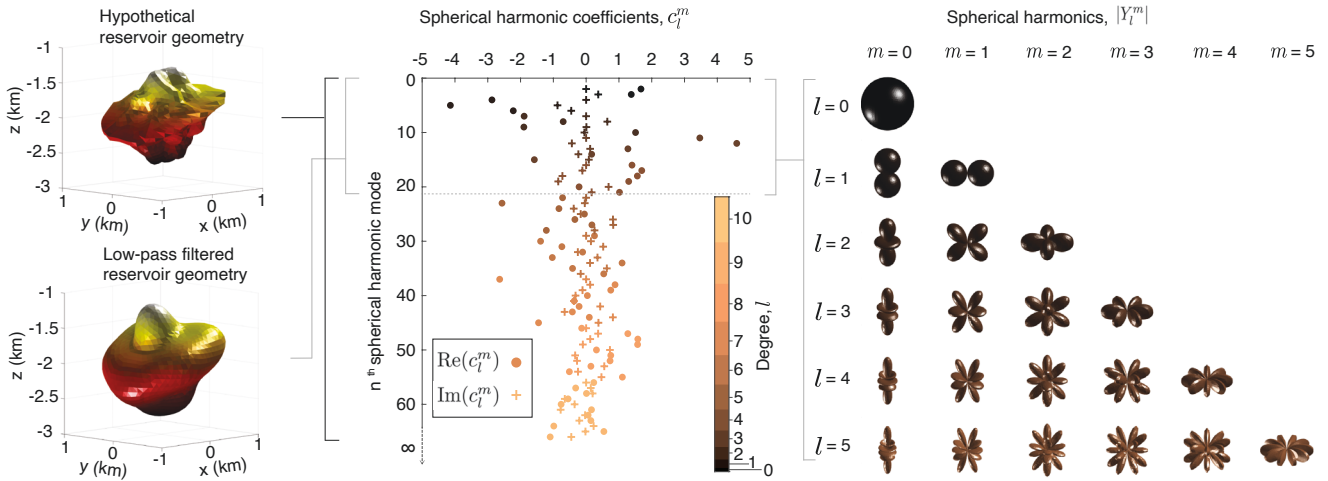 Hypothetical
reservoir geometry
-1
-1.5
-2
-2.5
-3
z (km)
1
0
-1
0
1
y (km)
x (km)
Low-pass filtered
reservoir geometry
-1
-1.5
-2
-2.5
-3
z (km)
1
0
-1
0
1
y (km)
x (km)
Spherical harmonic coefficients, c_l^m
-5 -4 -3 -2 -1 0 1 2 3 4 5
0
10
20
30
40
50
60
∞
n th spherical harmonic mode
Re(c_l^m)
Im(c_l^m)
10
9
8
7
6
5
4
3
2
1
0
Degree, l
Spherical harmonics, |Y_l^m|
m = 0 m = 1 m = 2 m = 3 m = 4 m = 5
l = 0
l = 1
l = 2
l = 3
l = 4
l = 5